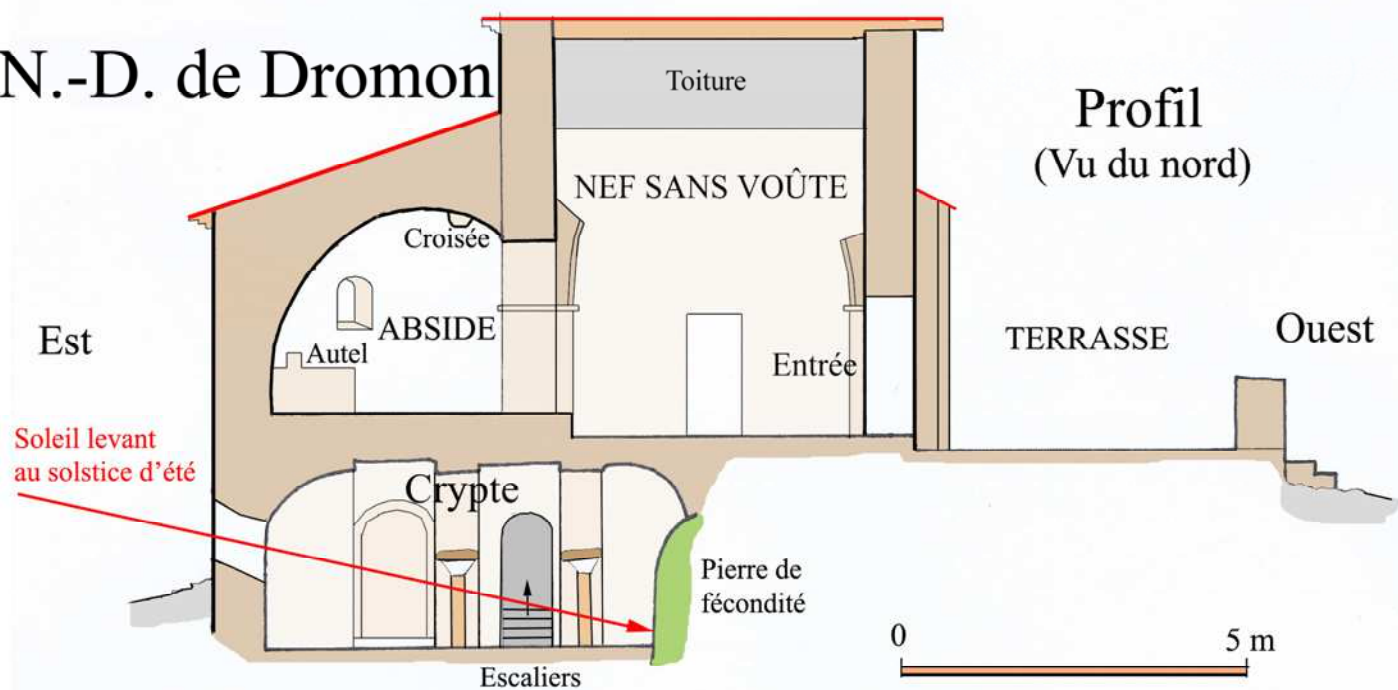 N.-D. de Dromon
Toiture
Profil
(Vu du nord)
NEF SANS VOÛTE
Croisée
Est
ABSIDE
Autel
Entrée
TERRASSE
Ouest
Soleil levant
au solstice d'été
Crypte
Pierre de
fécondité
0 5 m
Escaliers